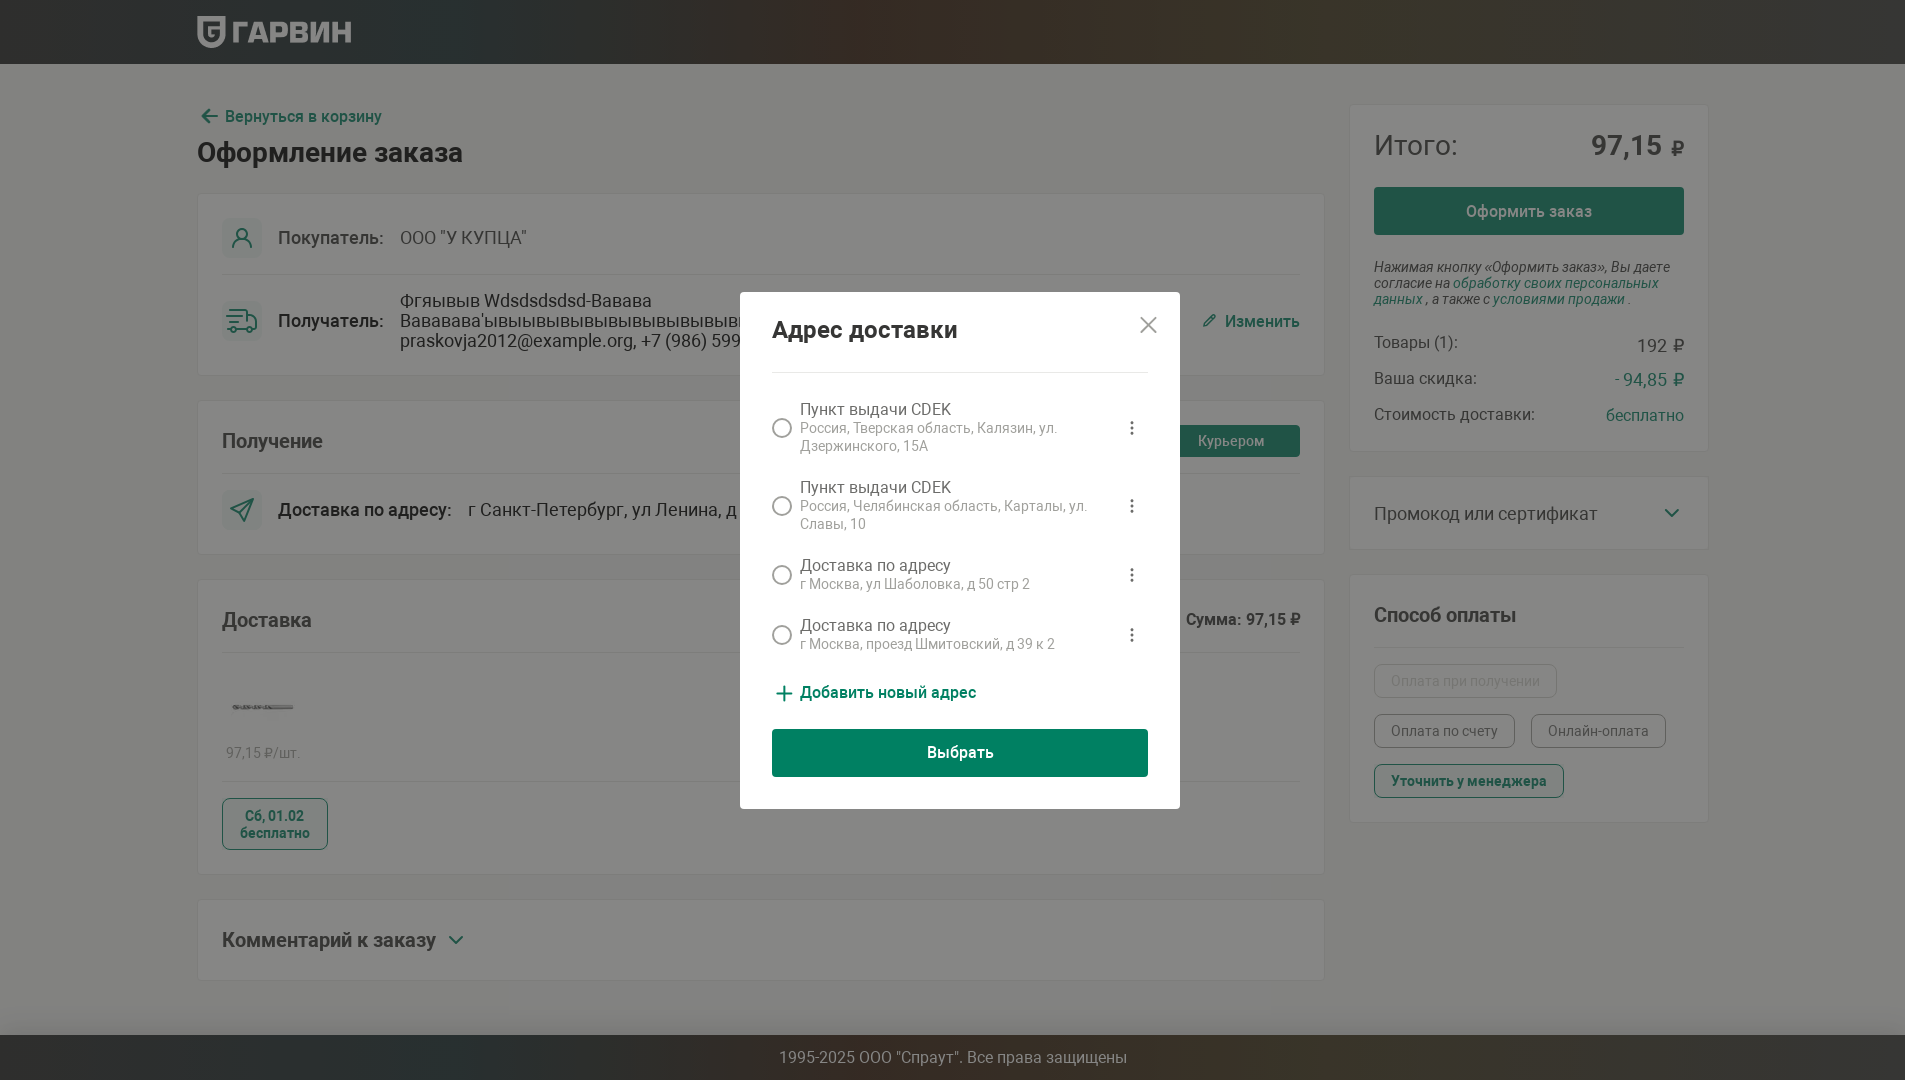 ГАРВИН
Вернуться в корзину
Оформление заказа
Покупатель: ООО "У КУПЦА"
Получатель:
Фгяывыв Wdsdsdsdsd-Вавава
praskovja2012@example.org, +7 (986) 599
Изменить
Получение
Курьером
Доставка по адресу: г Санкт-Петербург, ул Ленина, д
Доставка
Сумма: 97,15 ₽
97,15 ₽/шт.
Сб, 01.02
бесплатно
Комментарий к заказу
Адрес доставки
Пункт выдачи CDEK
Россия, Тверская область, Калязин, ул.
Дзержинского, 15А
Пункт выдачи CDEK
Россия, Челябинская область, Карталы, ул.
Славы, 10
Доставка по адресу
г Москва, ул Шаболовка, д 50 стр 2
Доставка по адресу
г Москва, проезд Шмитовский, д 39 к 2
Добавить новый адрес
Выбрать
Итого: 97,15 ₽
Оформить заказ
Нажимая кнопку «Оформить заказ», Вы даете
согласие на обработку своих персональных
данных , а также с условиями продажи .
Товары (1): 192 ₽
Ваша скидка: - 94,85 ₽
Стоимость доставки: бесплатно
Промокод или сертификат
Способ оплаты
Оплата при получении
Оплата по счету
Онлайн-оплата
Уточнить у менеджера
1995-2025 ООО "Спраут". Все права защищены